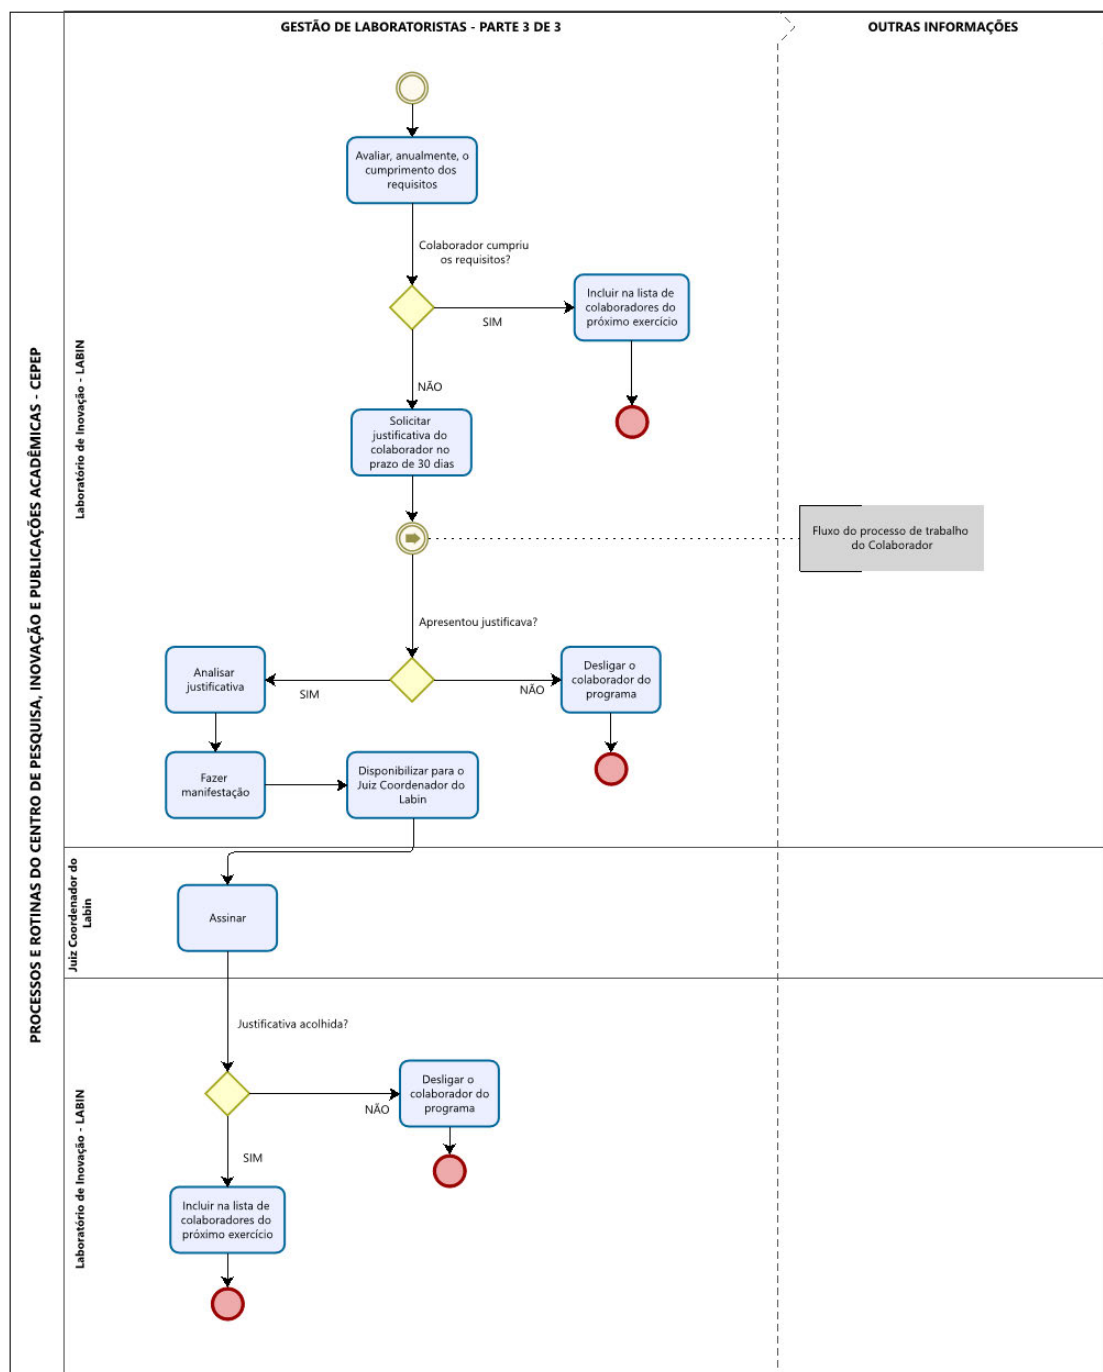 GESTÃO DE LABORATORISTAS - PARTE 3 DE 3
OUTRAS INFORMAÇÕES
PROCESSOS E ROTINAS DO CENTRO DE PESQUISA, INOVAÇÃO E PUBLICAÇÕES ACADÊMICAS - CEPEP
Laboratório de Inovação - LABIN
Avaliar, anualmente, o
cumprimento dos
requisitos
Colaborador cumpriu
os requisitos?
SIM
Incluir na lista de
colaboradores do
próximo exercício
NÃO
Solicitar
justificativa do
colaborador no
prazo de 30 dias
Fluxo do processo de trabalho
do Colaborador
Apresentou justificava?
SIM
Analisar
justificativa
NÃO
Desligar o
colaborador do
programa
Fazer
manifestação
Disponibilizar para o
Juiz Coordenador do
Labin
Juiz Coordenador do
Labin
Assinar
Laboratório de Inovação - LABIN
Justificativa acolhida?
NÃO
Desligar o
colaborador do
programa
SIM
Incluir na lista de
colaboradores do
próximo exercício